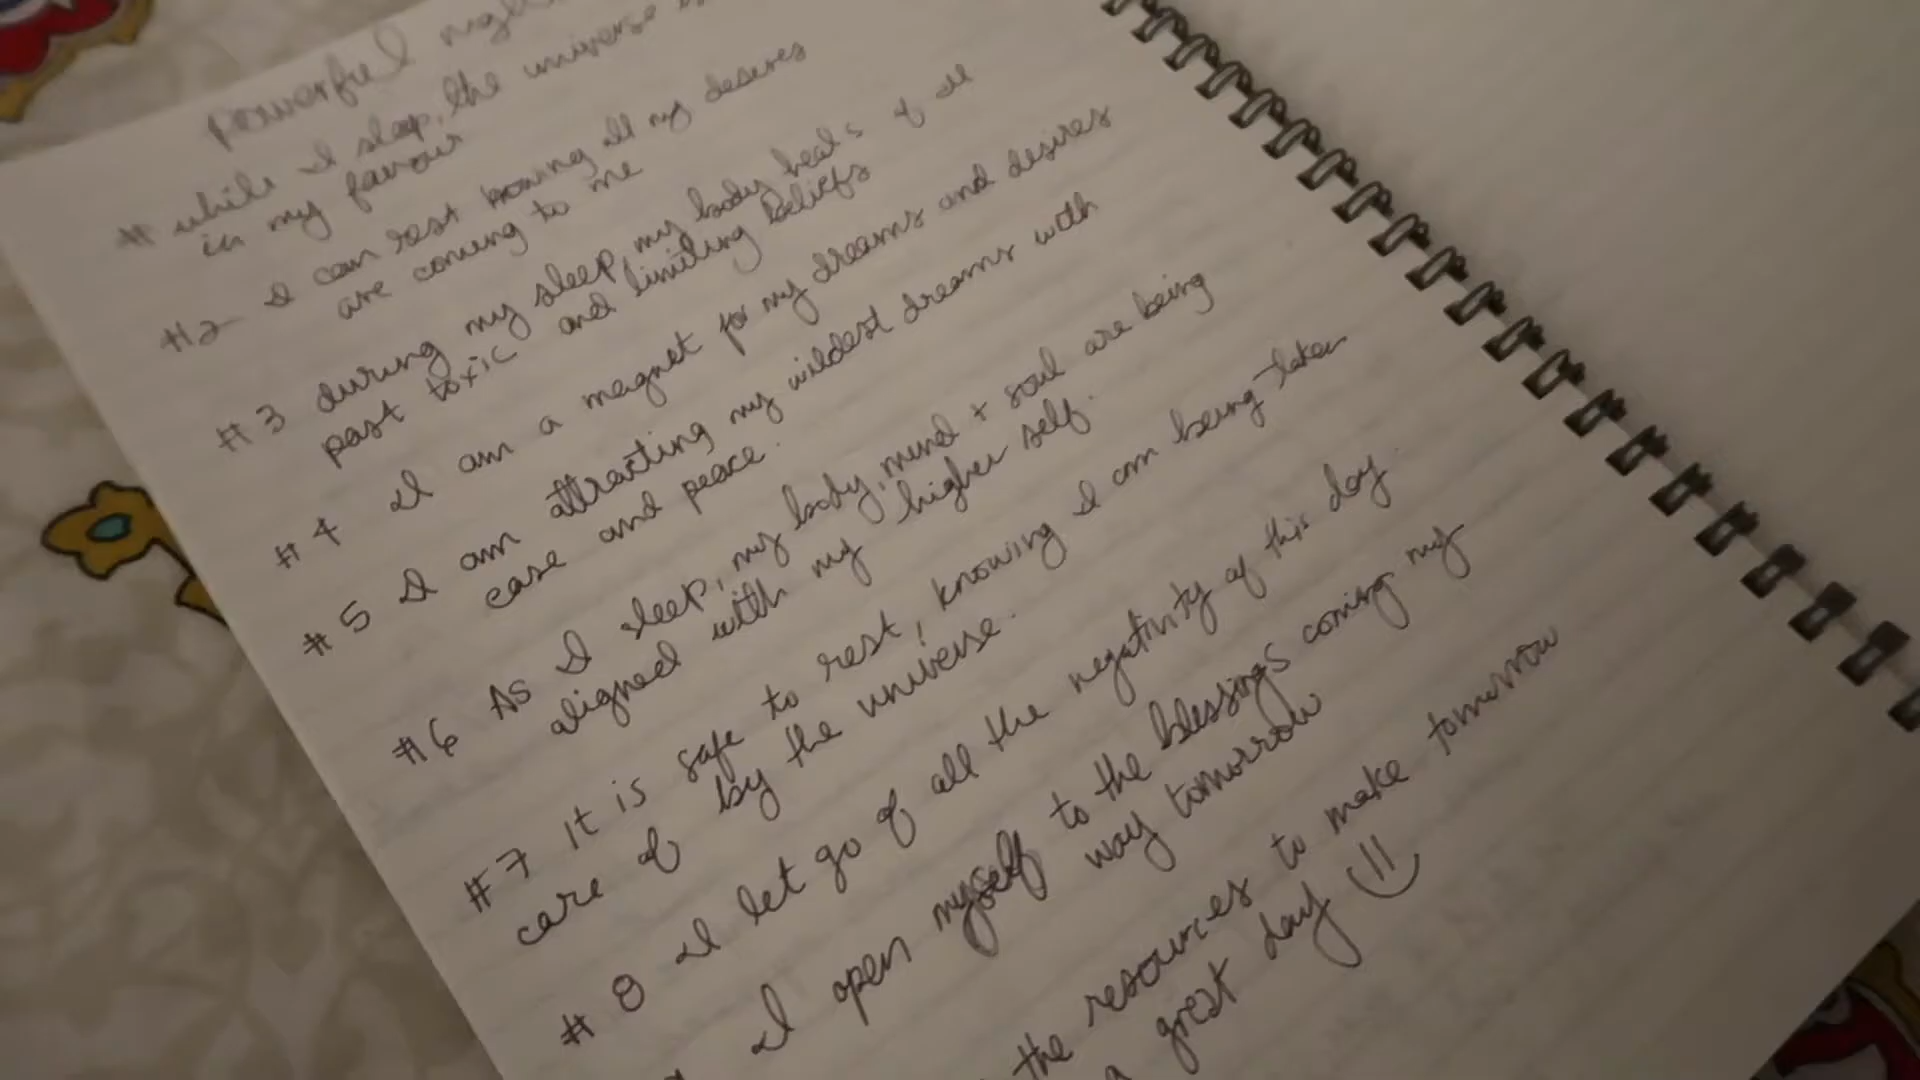 Powerful
# while I sleep, the universe
in my favour
#2 I can rest knowing all my desires
are coming to me
#3 during my sleep, my body heals of all
past toxic and limiting beliefs
#4 I am a magnet for my dreams and desires
#5 I am attracting my wildest dreams with
ease and peace.
#6 As I sleep, my body, mind + soul are being
aligned with my higher self.
#7 It is safe to rest, knowing I am being taken
care of by the universe.
#8 I let go of all the negativity of this day.
I open myself to the blessings coming my
way tomorrow
the resources to make tomorrow
great day